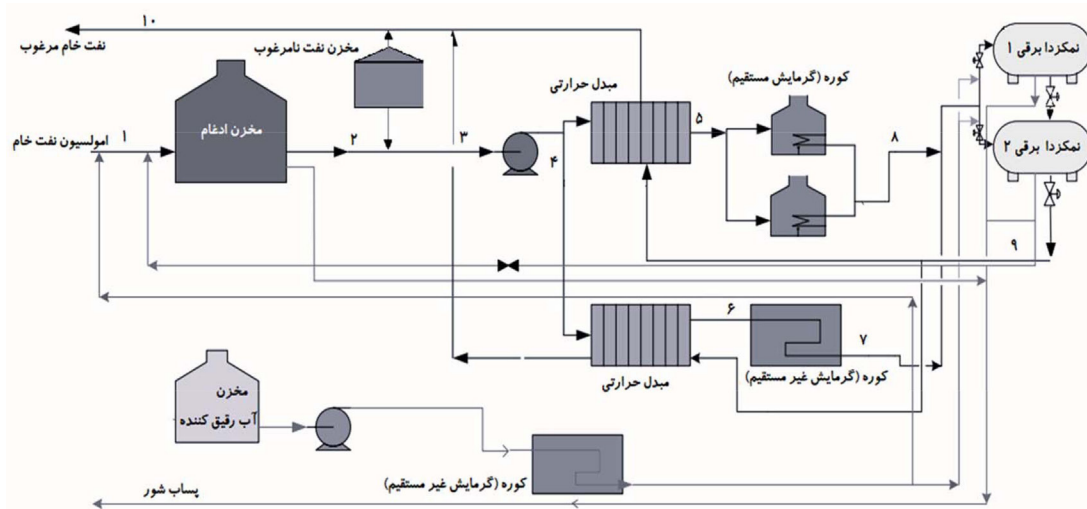 ۱۰
نفت خام مرغوب
مخزن نفت نامرغوب
نمکزدا برقی ۱
کوره (گرمایش مستقیم)
مبدل حرارتی
مخزن ادغام
امولسیون نفت خام
۱
۲
۳
۴
۵
۸
نمکزدا برقی ۲
۹
۶
۷
مبدل حرارتی
کوره (گرمایش غیر مستقیم)
مخزن
آب رقیق کننده
کوره (گرمایش غیر مستقیم)
پساب شور